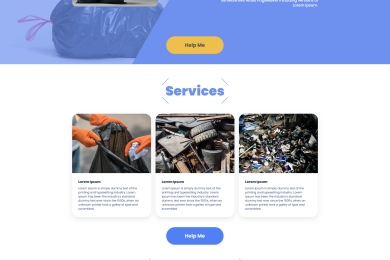 Lorem Ipsum.
Help Me
Services
Lorem Ipsum
Lorem Ipsum is simply dummy text of the
printing and typesetting industry. Lorem
Ipsum has been the industry's standard
dummy text ever since the 1500s, when an
unknown printer took a galley of type and
scrambled.
Lorem Ipsum
Lorem Ipsum is simply dummy text of the
printing and typesetting industry. Lorem
Ipsum has been the industry's standard
dummy text ever since the 1500s, when an
unknown printer took a galley of type and
scrambled.
Lorem Ipsum
Lorem Ipsum is simply dummy text of the
printing and typesetting industry. Lorem
Ipsum has been the industry's standard
dummy text ever since the 1500s, when an
unknown printer took a galley of type and
scrambled.
Help Me